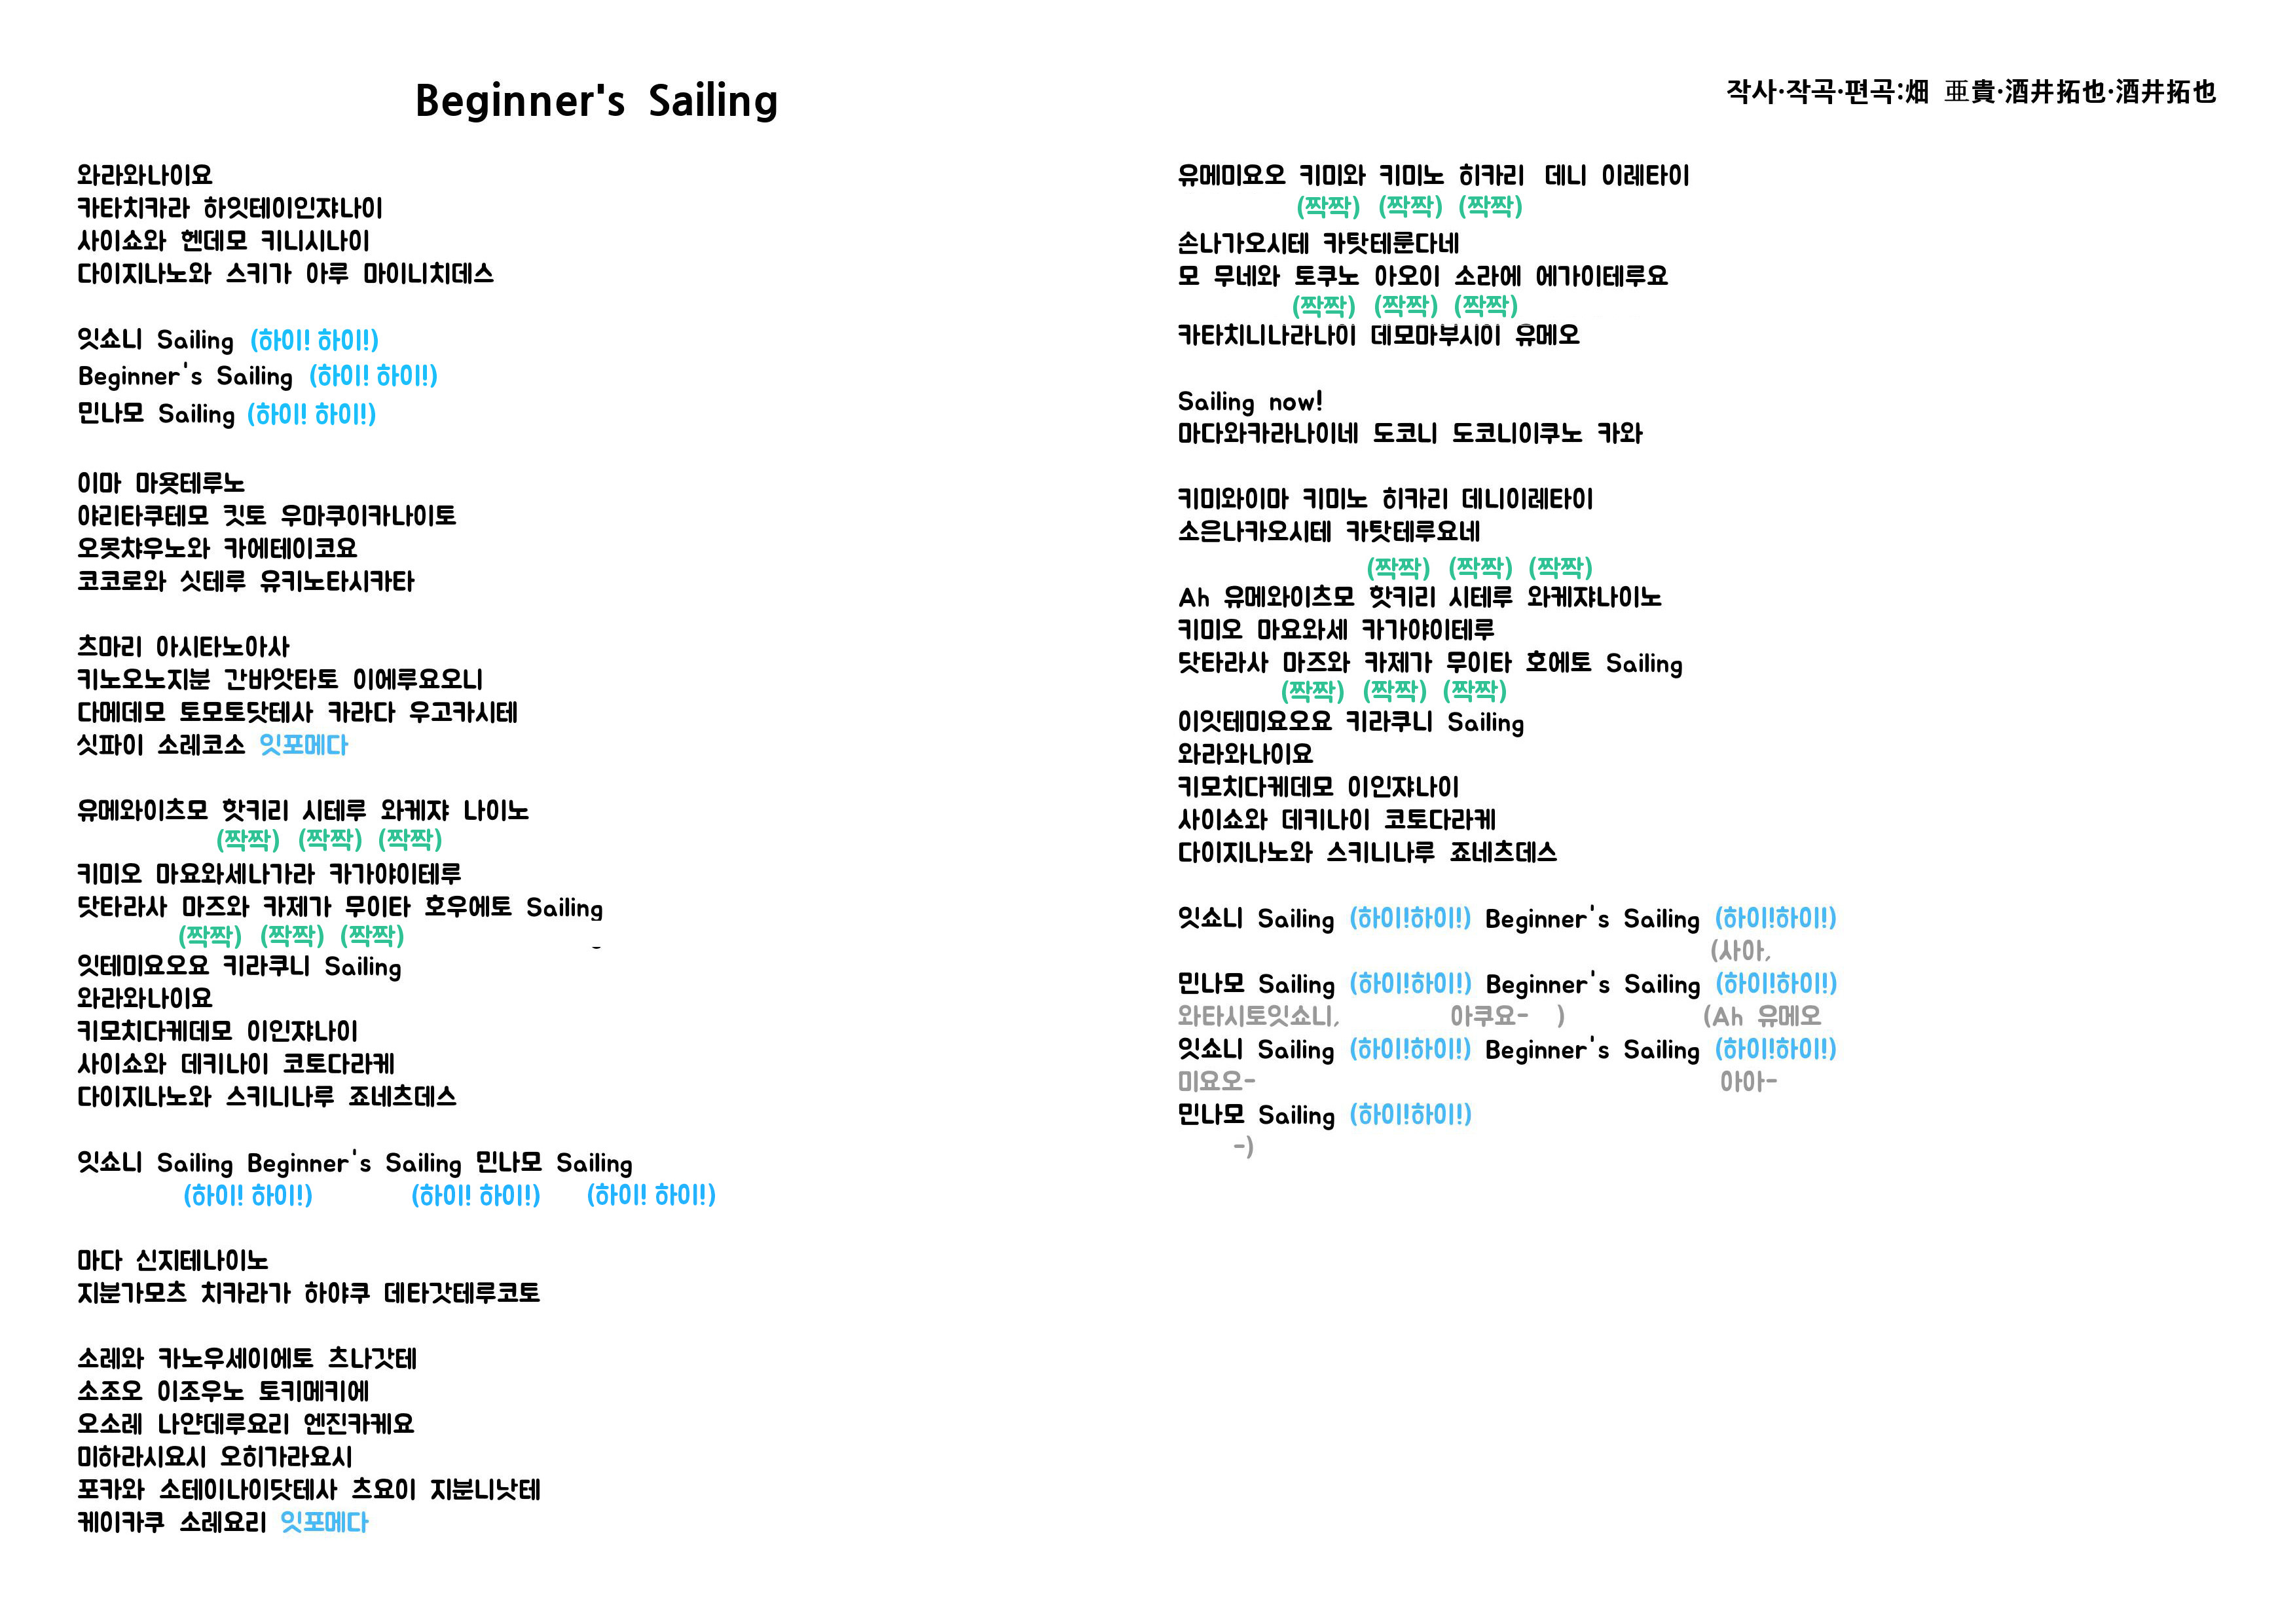 Beginner's Sailing
작사·작곡·편곡:畑 亜貴·酒井拓也·酒井拓也
와라와나이요
카타치카라 하잇테이인쟈나이
사이쇼와 헨데모 키니시나이
다이지나노와 스키가 아루 마이니치데스
잇쇼니 Sailing (하이! 하이!)
Beginner's Sailing (하이! 하이!)
민나모 Sailing (하이! 하이!)
이마 마욧테루노
야리타쿠테모 킷토 우마쿠이카나이토
오못챠우노와 카에테이코요
코코로와 싯테루 유키노타시카타
츠마리 아시타노아사
키노오노지분 간바앗타토 이에루요오니
다메데모 토모토닷테사 카라다 우고카시테
싯파이 소레코소 잇포메다
유메와이츠모 핫키리 시테루 와케쟈 나이노
(짝짝) (짝짝) (짝짝)
키미오 마요와세나가라 카가야이테루
닷타라사 마즈와 카제가 무이타 호우에토 Sailing
(짝짝) (짝짝) (짝짝)
잇테미요오요 키라쿠니 Sailing
와라와나이요
키모치다케데모 이인쟈나이
사이쇼와 데키나이 코토다라케
다이지나노와 스키니나루 죠네츠데스
잇쇼니 Sailing Beginner's Sailing 민나모 Sailing
(하이! 하이!) (하이! 하이!) (하이! 하이!)
마다 신지테나이노
지분가모츠 치카라가 하야쿠 데타갓테루코토
소레와 카노우세이에토 츠나갓테
소조오 이조우노 토키메키에
오소레 나얀데루요리 엔진카케요
미하라시요시 오히가라요시
포카와 소테이나이닷테사 츠요이 지분니낫테
케이카쿠 소레요리 잇포메다
유메미요오 키미와 키미노 히카리 데니 이레타이
(짝짝) (짝짝) (짝짝)
손나가오시테 카탓테룬다네
모 무네와 토쿠노 아오이 소라에 에가이테루요
(짝짝) (짝짝) (짝짝)
카타치니나라나이 데모마부시이 유메오
Sailing now!
마다와카라나이네 도코니 도코니이쿠노 카와
키미와이마 키미노 히카리 데니이레타이
소은나카오시테 카탓테루요네
(짝짝) (짝짝) (짝짝)
Ah 유메와이츠모 핫키리 시테루 와케쟈나이노
키미오 마요와세 카가야이테루
닷타라사 마즈와 카제가 무이타 호에토 Sailing
(짝짝) (짝짝) (짝짝)
이잇테미요오요 키라쿠니 Sailing
와라와나이요
키모치다케데모 이인쟈나이
사이쇼와 데키나이 코토다라케
다이지나노와 스키니나루 죠네츠데스
잇쇼니 Sailing (하이!하이!) Beginner's Sailing (하이!하이!)
(사아,
민나모 Sailing (하이!하이!) Beginner's Sailing (하이!하이!)
와타시토잇쇼니, 아쿠요- ) (Ah 유메오
잇쇼니 Sailing (하이!하이!) Beginner's Sailing (하이!하이!)
미요오- 아아-
민나모 Sailing (하이!하이!)
-)